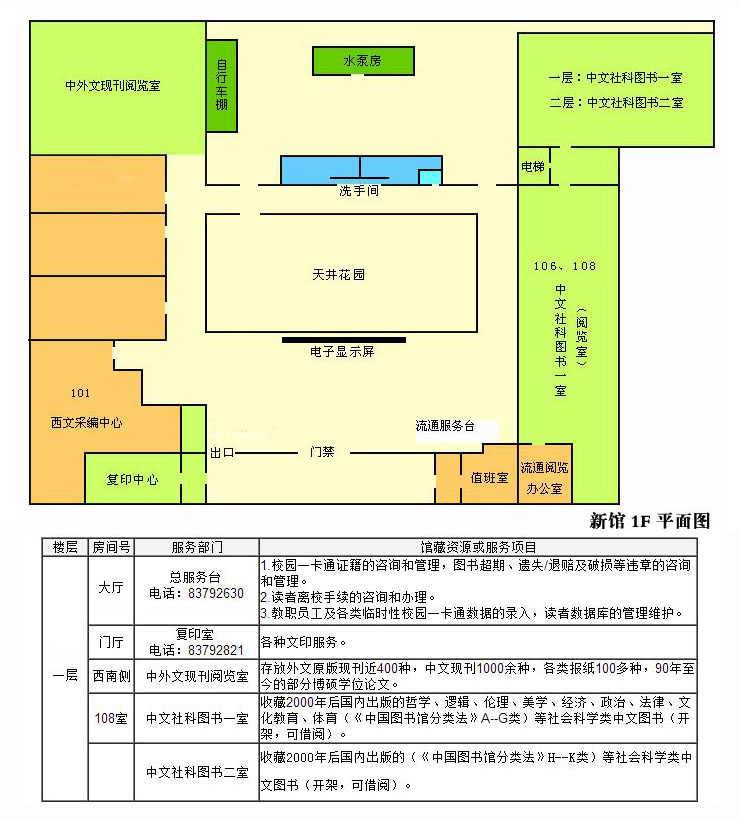 水泵房
自行车棚
中外文现刊阅览室
一层：中文社科图书一室
二层：中文社科图书二室
电梯
洗手间
天井花园
106、108
中文社科图书一室
（阅览室）
电子显示屏
101
西文采编中心
流通服务台
出口
门禁
复印中心
值班室
流通阅览
办公室
新馆 1F 平面图
楼层 房间号 服务部门 馆藏资源或服务项目
一层
大厅
总服务台
电话：83792630
1.校园一卡通证籍的咨询和管理，图书超期、遗失/退赔及破损等违章的咨询
和管理。
2.读者离校手续的咨询和办理。
3.教职员工及各类临时性校园一卡通数据的录入，读者数据库的管理维护。
门厅
复印室
电话：83792821
各种文印服务。
西南侧
中外文现刊阅览室
存放外文原版现刊近400种，中文现刊1000余种，各类报纸100多种，90年至
今的部分博硕学位论文。
108室
中文社科图书一室
收藏2000年后国内出版的哲学、逻辑、伦理、美学、经济、政治、法律、文
化教育、体育（《中国图书馆分类法》A--G类）等社会科学类中文图书（开
架，可借阅）。
中文社科图书二室
收藏2000年后国内出版的（《中国图书馆分类法》H--K类）等社会科学类中
文图书（开架，可借阅）。